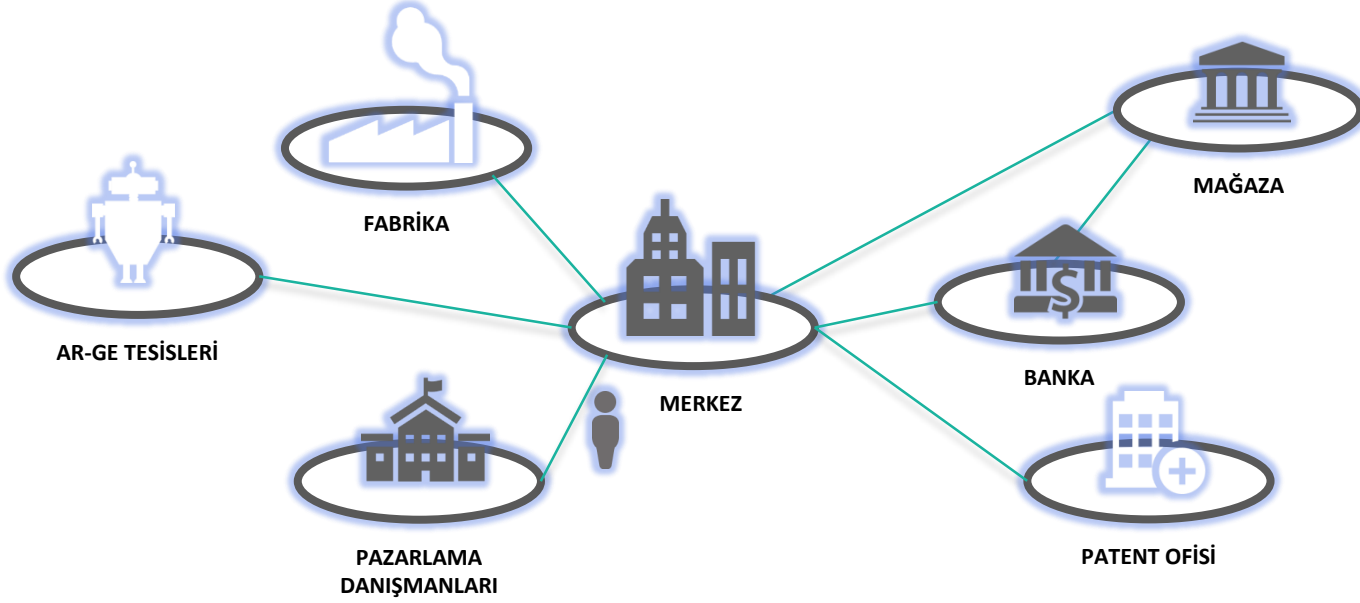 MAĞAZA
FABRİKA
AR-GE TESİSLERİ
BANKA
MERKEZ
PAZARLAMA
DANIŞMANLARI
PATENT OFİSİ